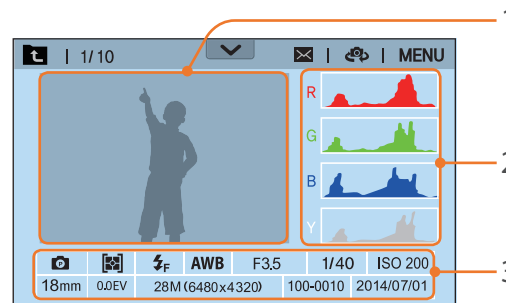 1
1/10 MENU
R
G
2
B
Y
P F AWB F3.5 1/40 ISO 200
3
18mm 0.0EV 28M (6480x4320) 100-0010 2014/07/01